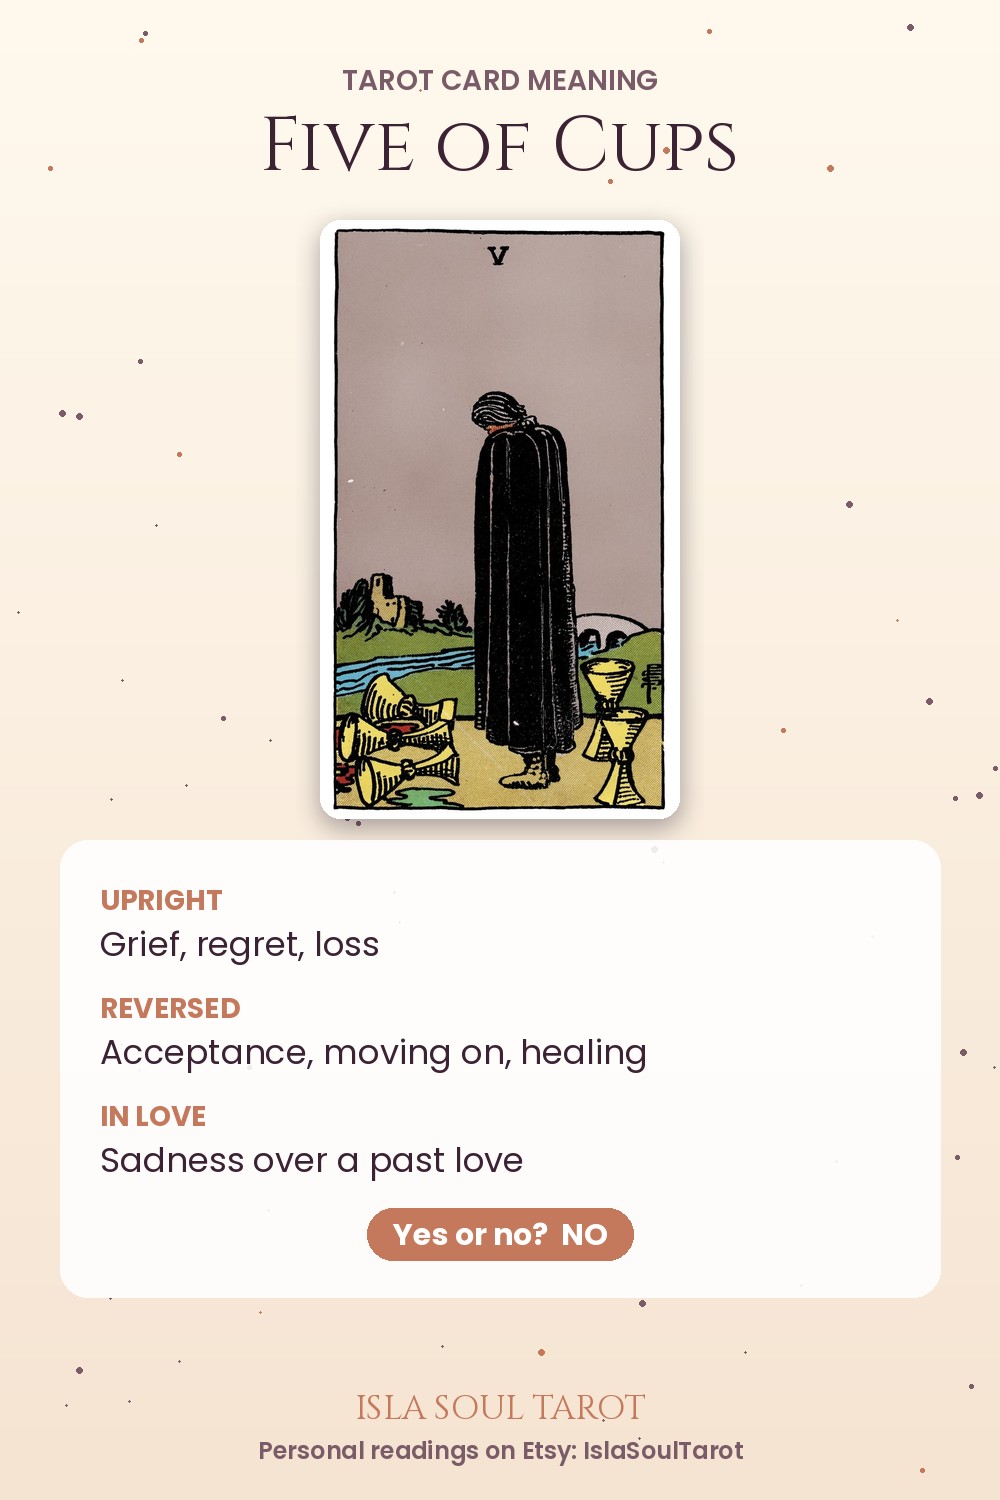 TAROT CARD MEANING
Five of Cups
V
UPRIGHT
Grief, regret, loss
REVERSED
Acceptance, moving on, healing
IN LOVE
Sadness over a past love
Yes or no? NO
ISLA SOUL TAROT
Personal readings on Etsy: IslaSoulTarot